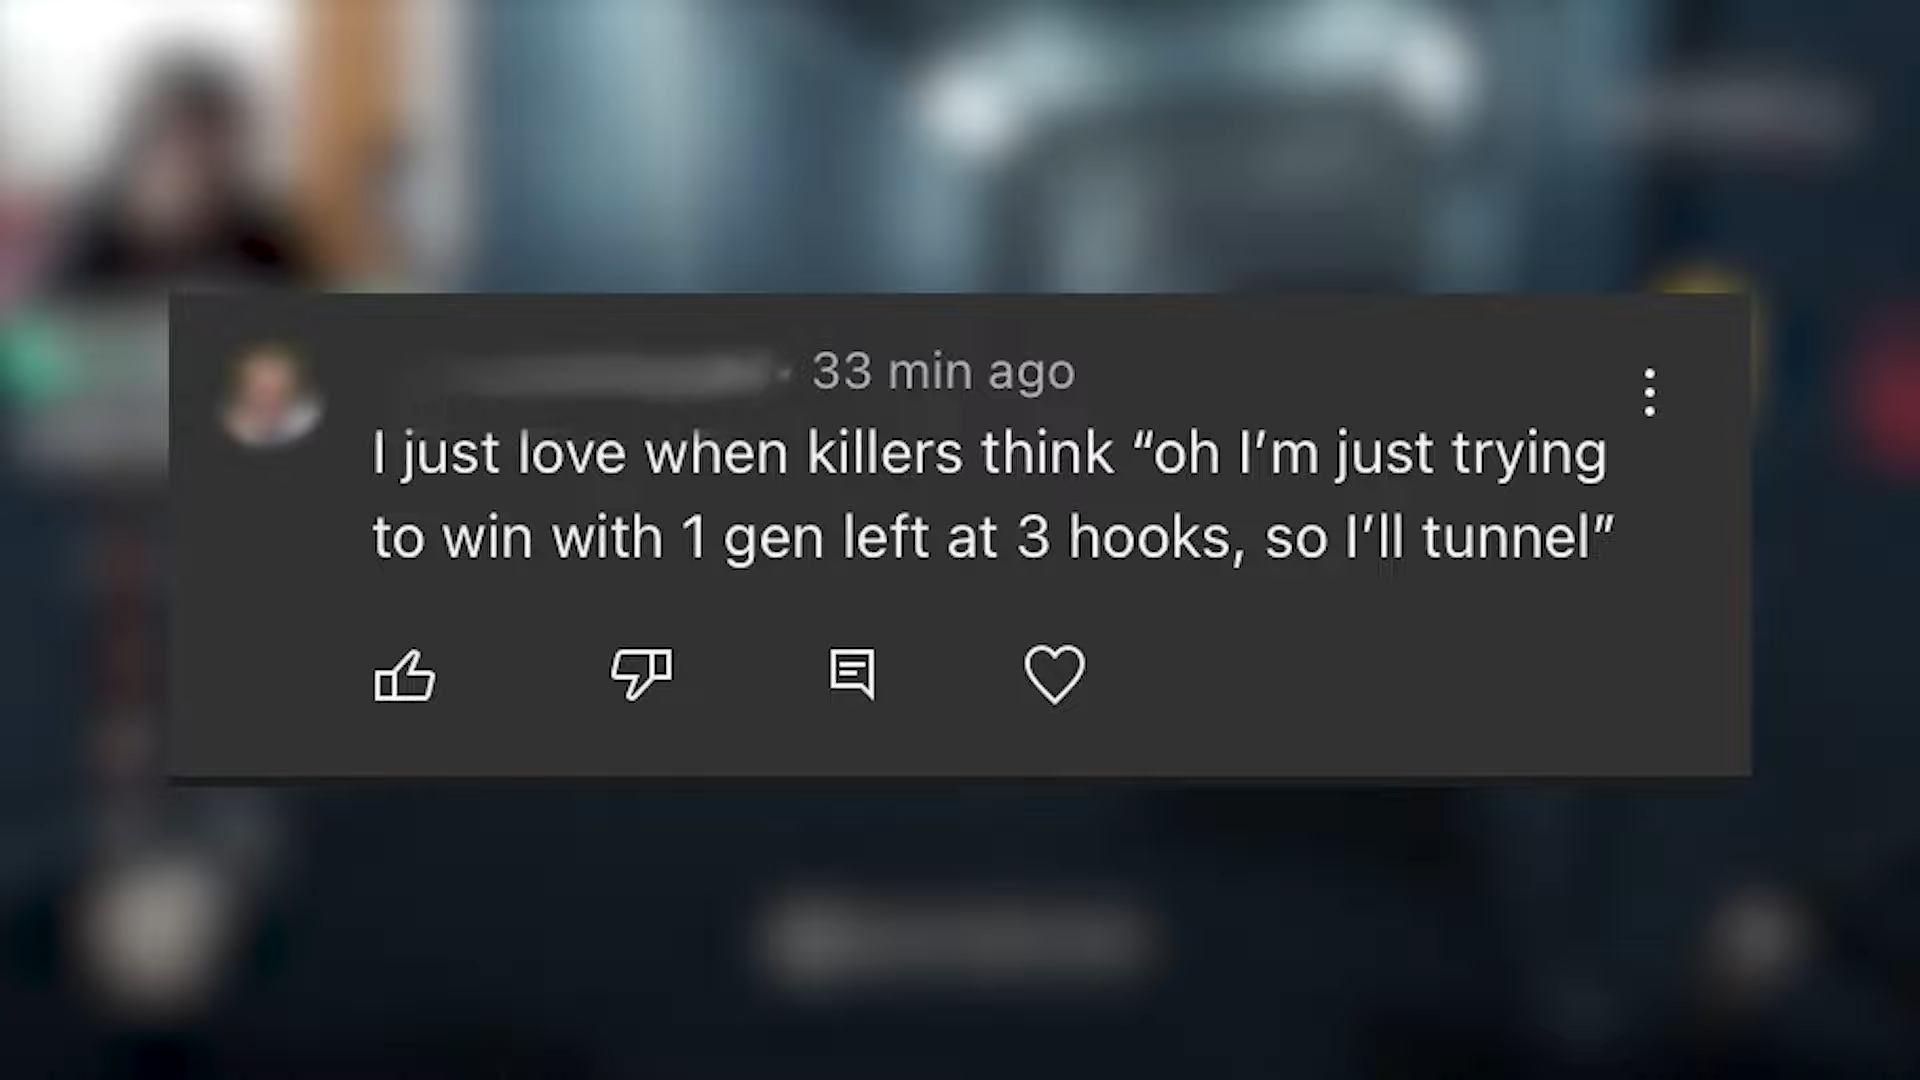 · 33 min ago
I just love when killers think “oh I’m just trying
to win with 1 gen left at 3 hooks, so I’ll tunnel”